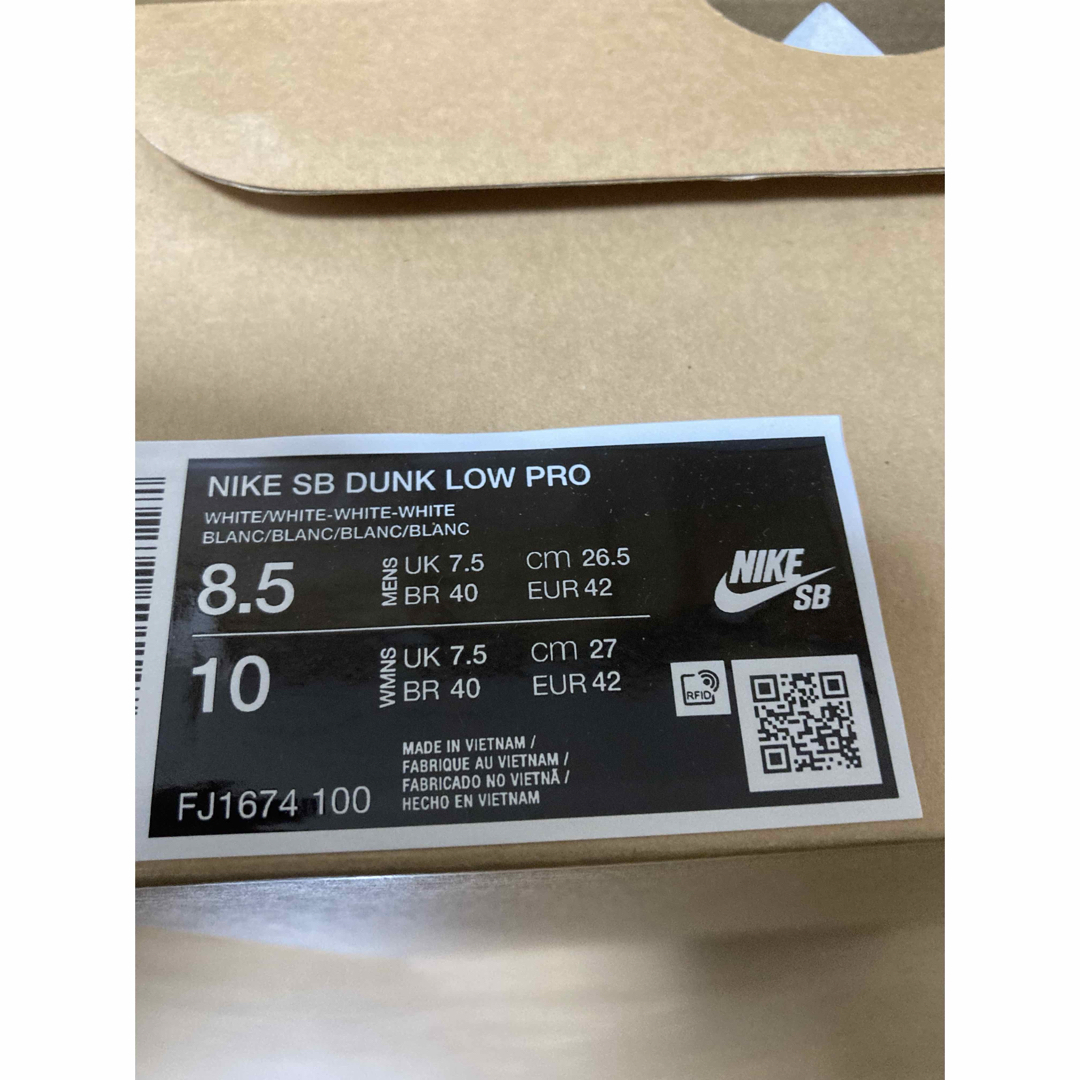 NIKE SB DUNK LOW PRO
WHITE/WHITE-WHITE-WHITE
BLANC/BLANC/BLANC/BLANC
8.5 MENS UK 7.5 cm 26.5
BR 40 EUR 42
10 WMNS UK 7.5 cm 27
BR 40 EUR 42
NIKE
SB
RFID
MADE IN VIETNAM /
FABRIQUE AU VIETNAM /
FABRICADO NO VIETNÃ /
HECHO EN VIETNAM
FJ1674 100